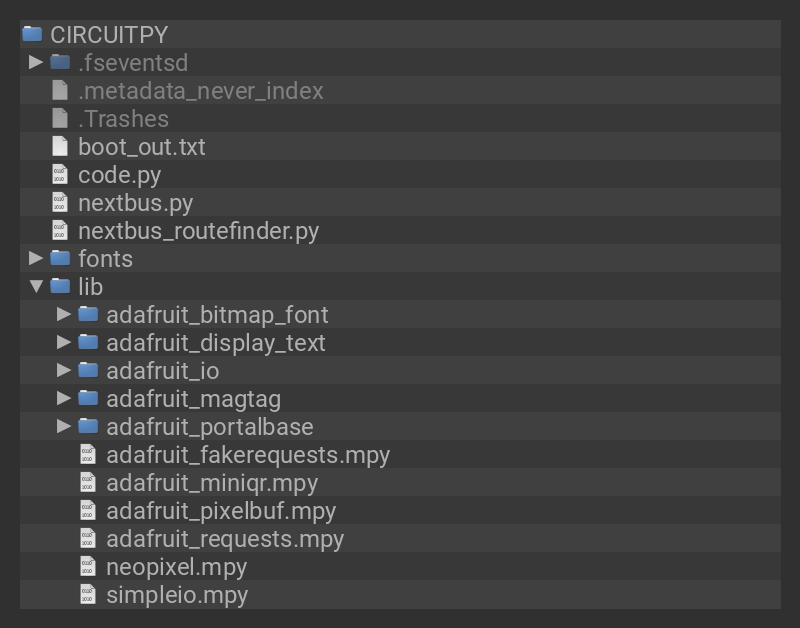 CIRCUITPY
.fseventsd
.metadata_never_index
.Trashes
boot_out.txt
code.py
nextbus.py
nextbus_routefinder.py
fonts
lib
adafruit_bitmap_font
adafruit_display_text
adafruit_io
adafruit_magtag
adafruit_portalbase
adafruit_fakerequests.mpy
adafruit_miniqr.mpy
adafruit_pixelbuf.mpy
adafruit_requests.mpy
neopixel.mpy
simpleio.mpy